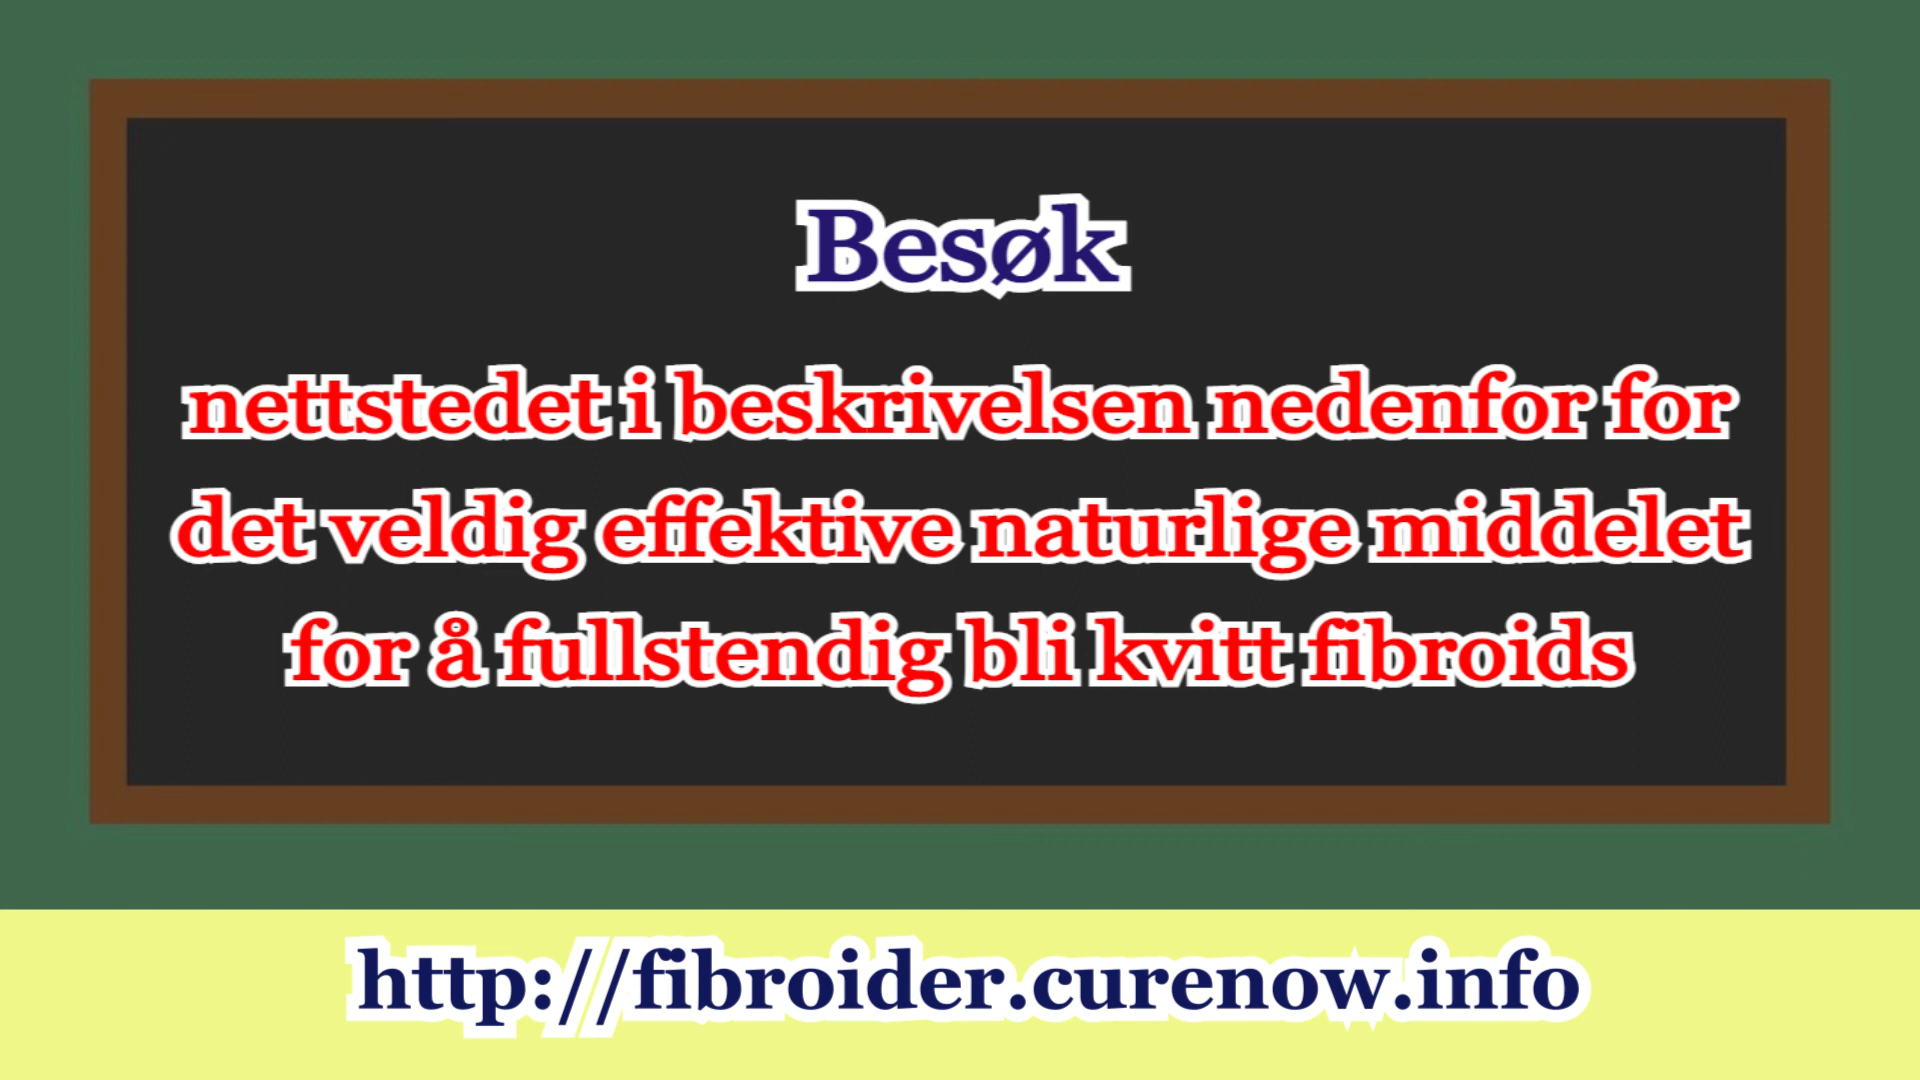 Besøk
nettstedet i beskrivelsen nedenfor for
det veldig effektive naturlige middelet
for å fullstendig bli kvitt fibroids
http://fibroider.curenow.info